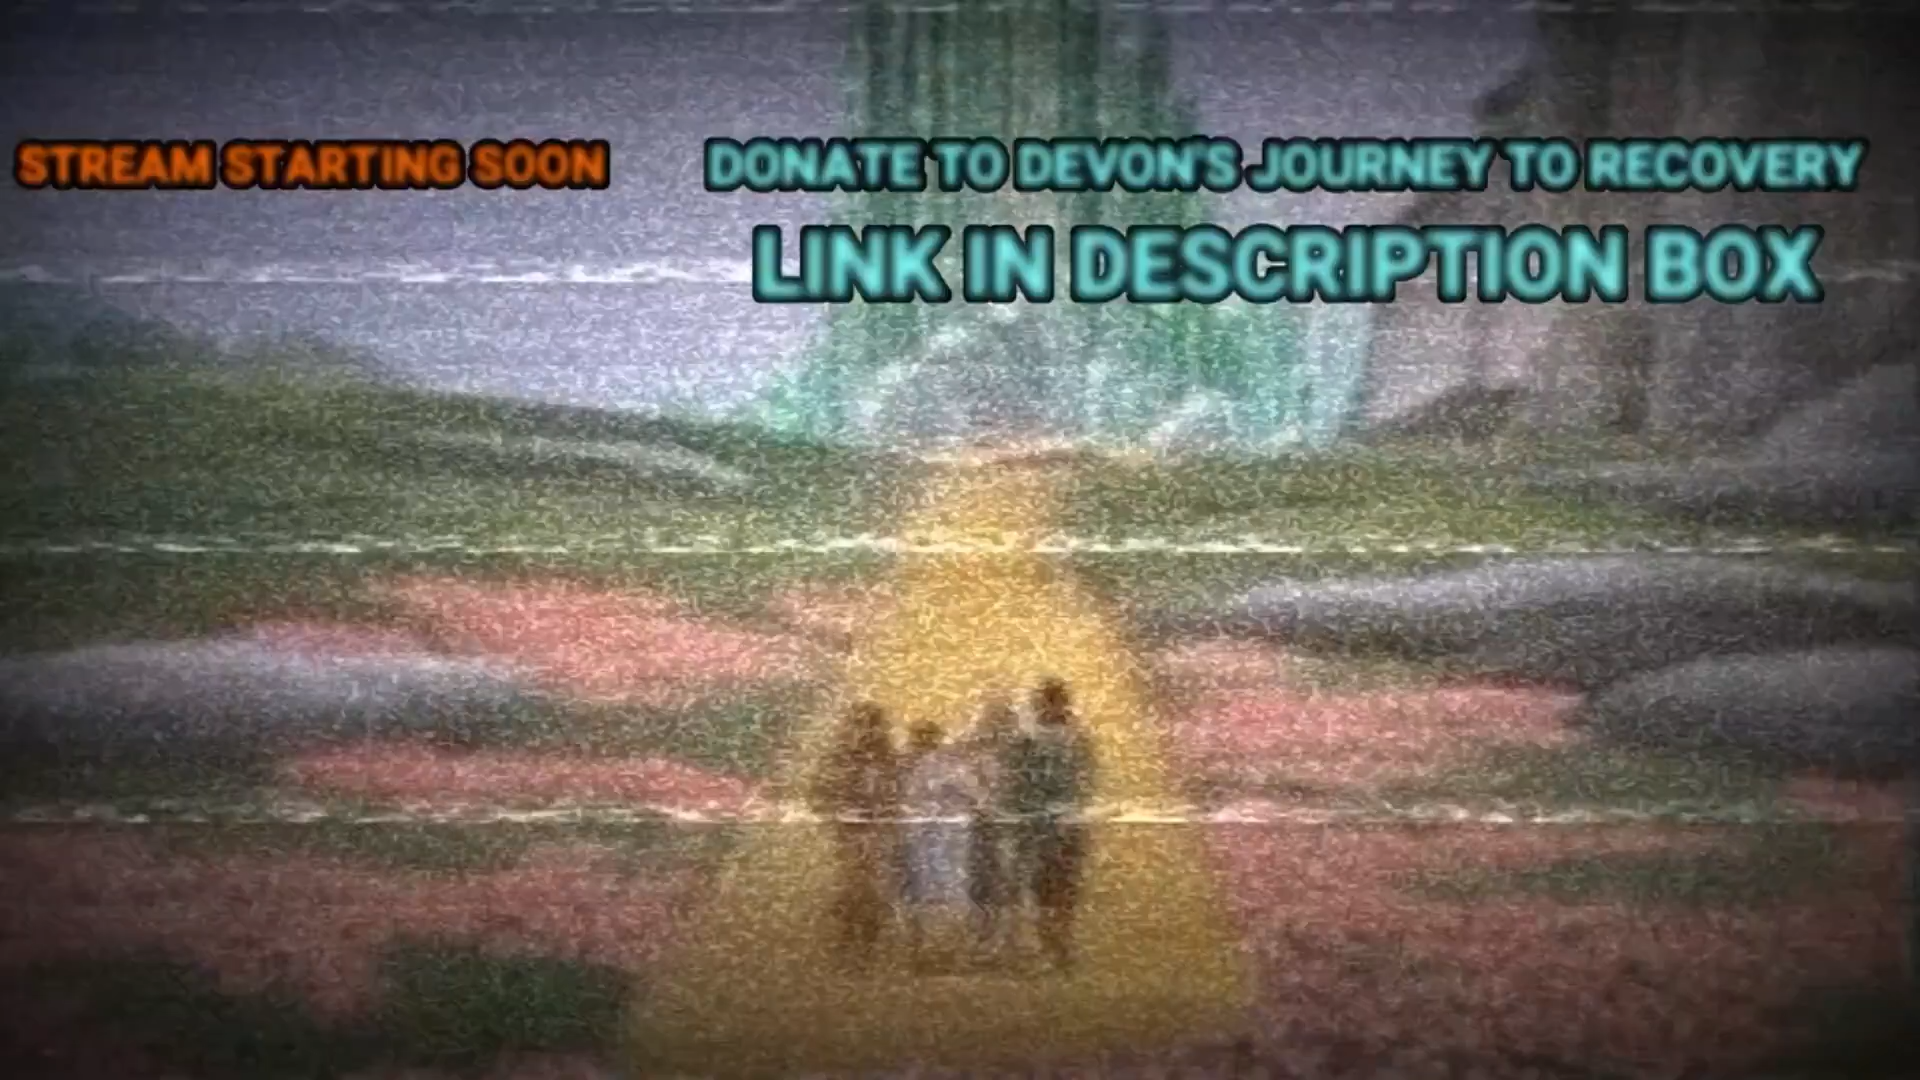 STREAM STARTING SOON
DONATE TO DEVON'S JOURNEY TO RECOVERY
LINK IN DESCRIPTION BOX